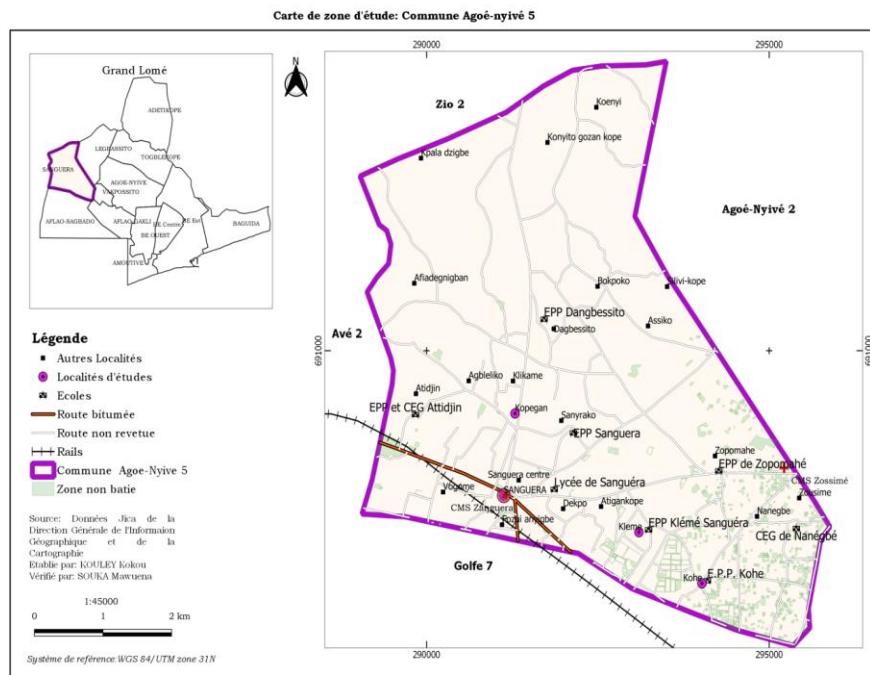 Carte de zone d'étude: Commune Agoé-nyivé 5
Grand Lomé
ADETIKOPE
LEGBASSITO
TOGBLEKOPE
SANGUERA
AGOE-NYIVE
VAKPOSSITO
AFLAO-SAGBADO
AFLAO-GAKLI
BE Centre
BE Est
BE OUEST
BAGUIDA
AMOUTIVE
N
290000
295000
Zio 2
Koenyi
Konyito gozan kope
Kpala dzigbe
Agoé-Nyivé 2
Afiadegnigban
Bokpoko
EPP Dangbessito
Dagbessito
Assiko
Avé 2
691000
691000
Agbleliko
Klikame
Atidjin
EPP et CEG Attidjin
Kopegan
Sanyrako
EPP Sanguera
Zopomahe
EPP de Zopomahé
Sanguera centre
Vogome
SANGUERA
Lycée de Sanguéra
CMS Zossimé
Zossime
CMS Zanguera
Dekpo
Atigankope
Nanegbe
Kleme
EPP Klémé Sanguéra
CEG de Nanégbé
Golfe 7
Kohe
E.P.P. Kohe
290000
295000
Légende
Autres Localités
Localités d'études
Ecoles
Route bitumée
Route non revetue
Rails
Commune Agoe-Nyive 5
Zone non batie
Source: Données Jica de la
Direction Générale de l'Informaion
Géographique et de la
Cartographie
Etablie par: KOULEY Kokou
Vérifié par: SOUKA Mawuena
1:45000
0 1 2 km
Système de reference:WGS 84/UTM zone 31N